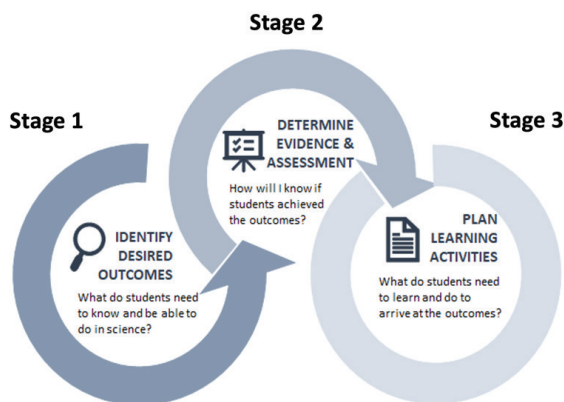 Stage 1
IDENTIFY
DESIRED
OUTCOMES
What do students need
to know and be able to
do in science?
Stage 2
DETERMINE
EVIDENCE &
ASSESSMENT
How will I know if
students achieved
the outcomes?
Stage 3
PLAN
LEARNING
ACTIVITIES
What do students need
to learn and do to
arrive at the outcomes?